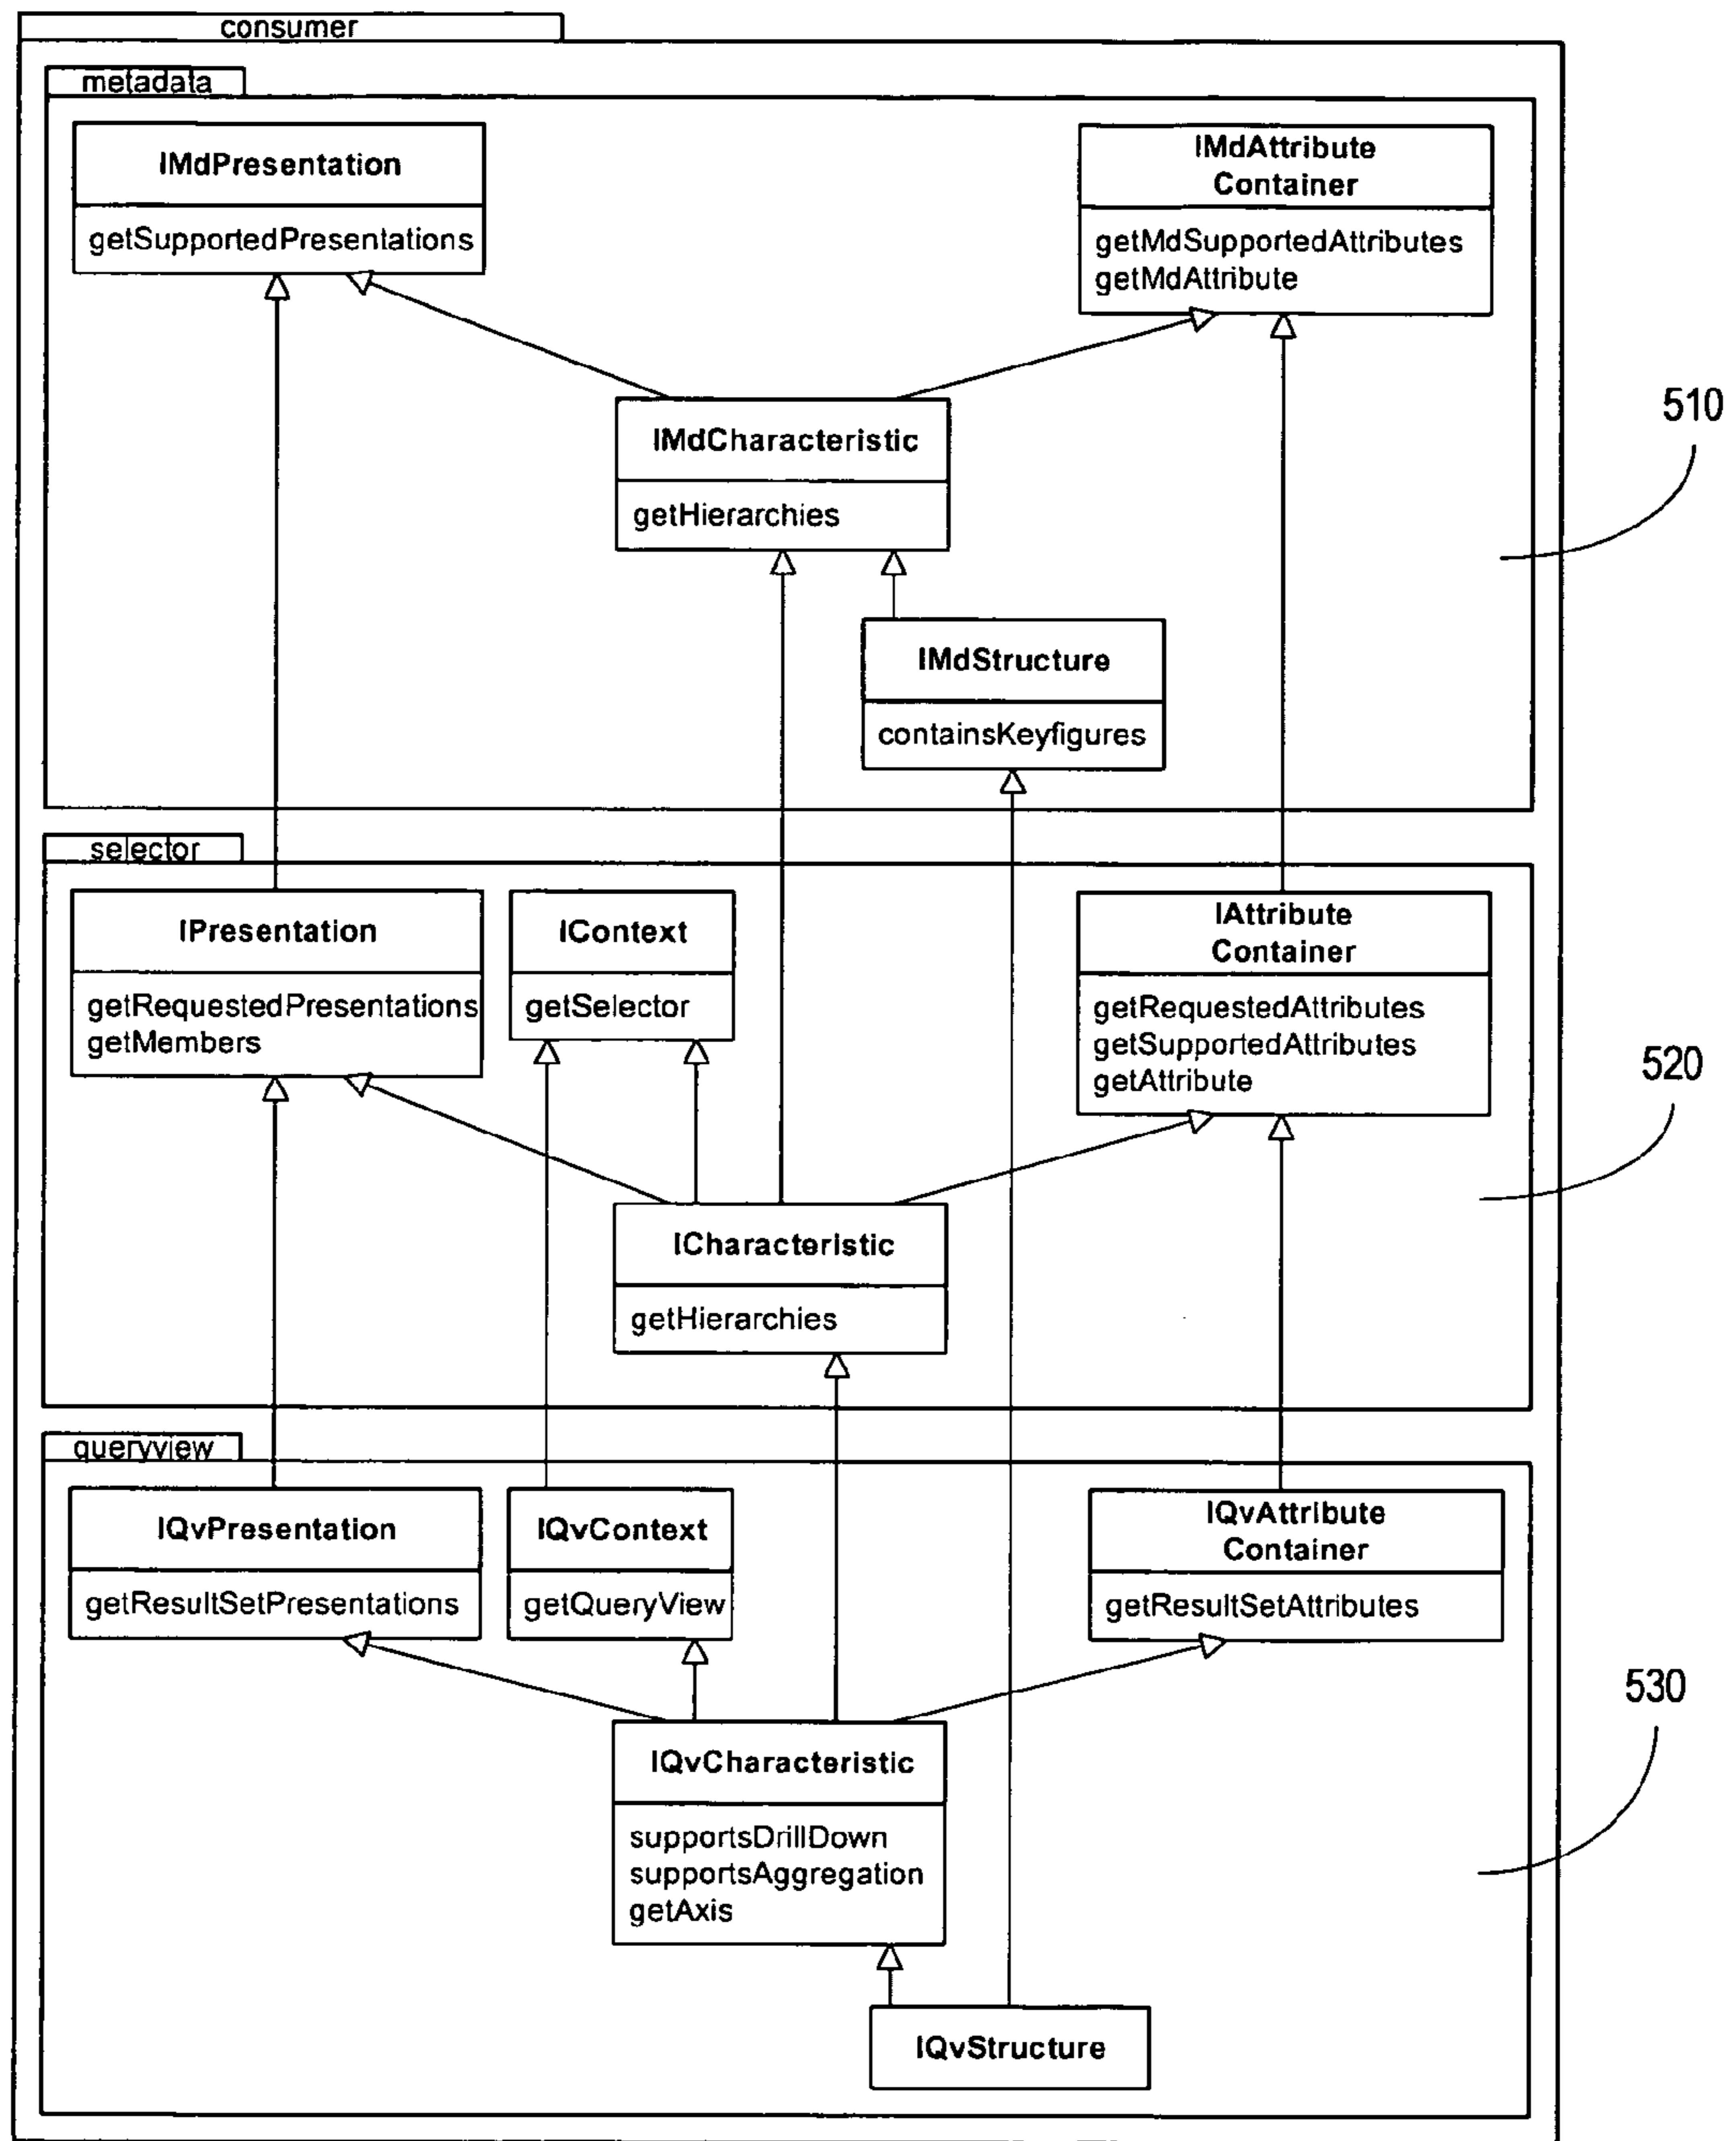 consumer
metadata
IMdPresentation
getSupportedPresentations
IMdAttribute
Container
getMdSupportedAttributes
getMdAttribute
510
IMdCharacteristic
getHierarchies
IMdStructure
containsKeyfigures
selector
IPresentation
getRequestedPresentations
getMembers
IContext
getSelector
IAttribute
Container
getRequestedAttributes
getSupportedAttributes
getAttribute
520
ICharacteristic
getHierarchies
queryview
IQvPresentation
getResultSetPresentations
IQvContext
getQueryView
IQvAttribute
Container
getResultSetAttributes
530
IQvCharacteristic
supportsDrillDown
supportsAggregation
getAxis
IQvStructure